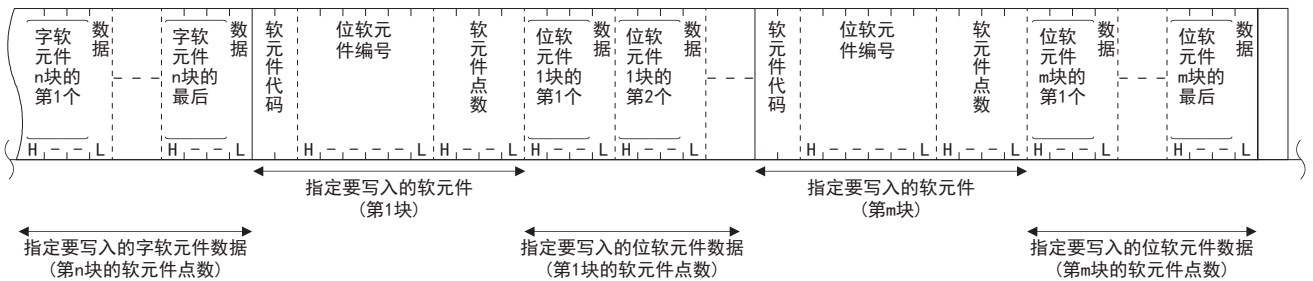 字软元件n块的第1个 数据
字软元件n块的最后 数据
软元件代码
位软元件编号
软元件点数
位软元件1块的第1个 数据
位软元件1块的第2个 数据
软元件代码
位软元件编号
软元件点数
位软元件m块的第1个 数据
位软元件m块的最后 数据
H - - L H - - L H - - - - L H - - L H - - L H - - L H - - - - L H - - L H - - L H - - L
指定要写入的软元件
(第1块)
指定要写入的软元件
(第m块)
指定要写入的字软元件数据
(第n块的软元件点数)
指定要写入的位软元件数据
(第1块的软元件点数)
指定要写入的位软元件数据
(第m块的软元件点数)